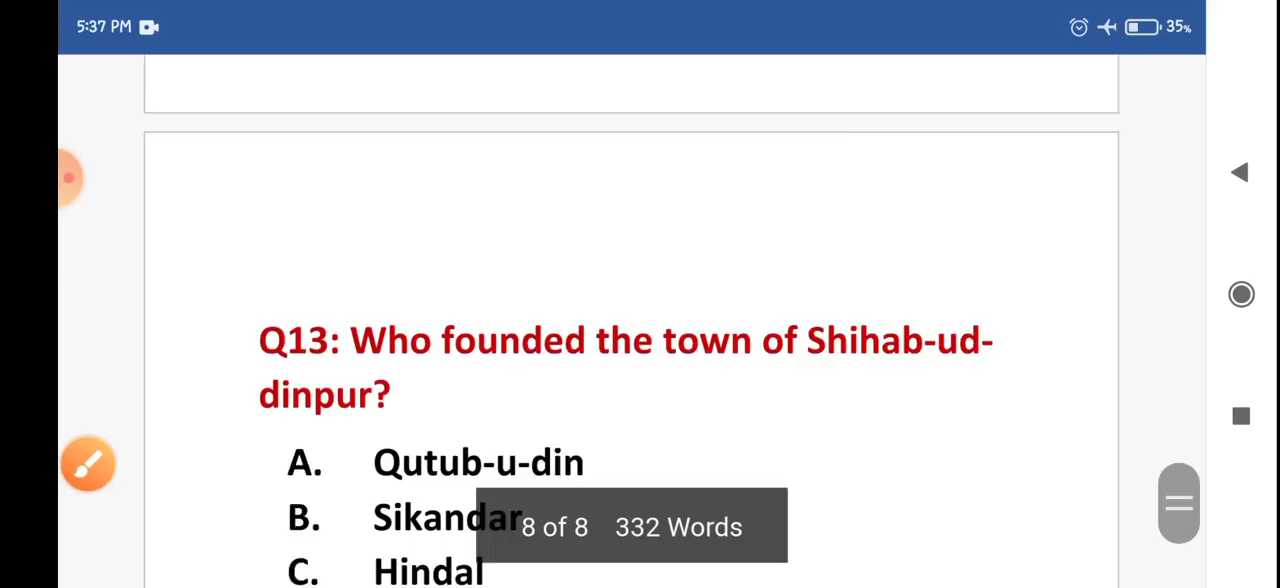 5:37 PM
35%
Q13: Who founded the town of Shihab-ud-
dinpur?
A. Qutub-u-din
B. Sikandar
8 of 8 332 Words
C. Hindal